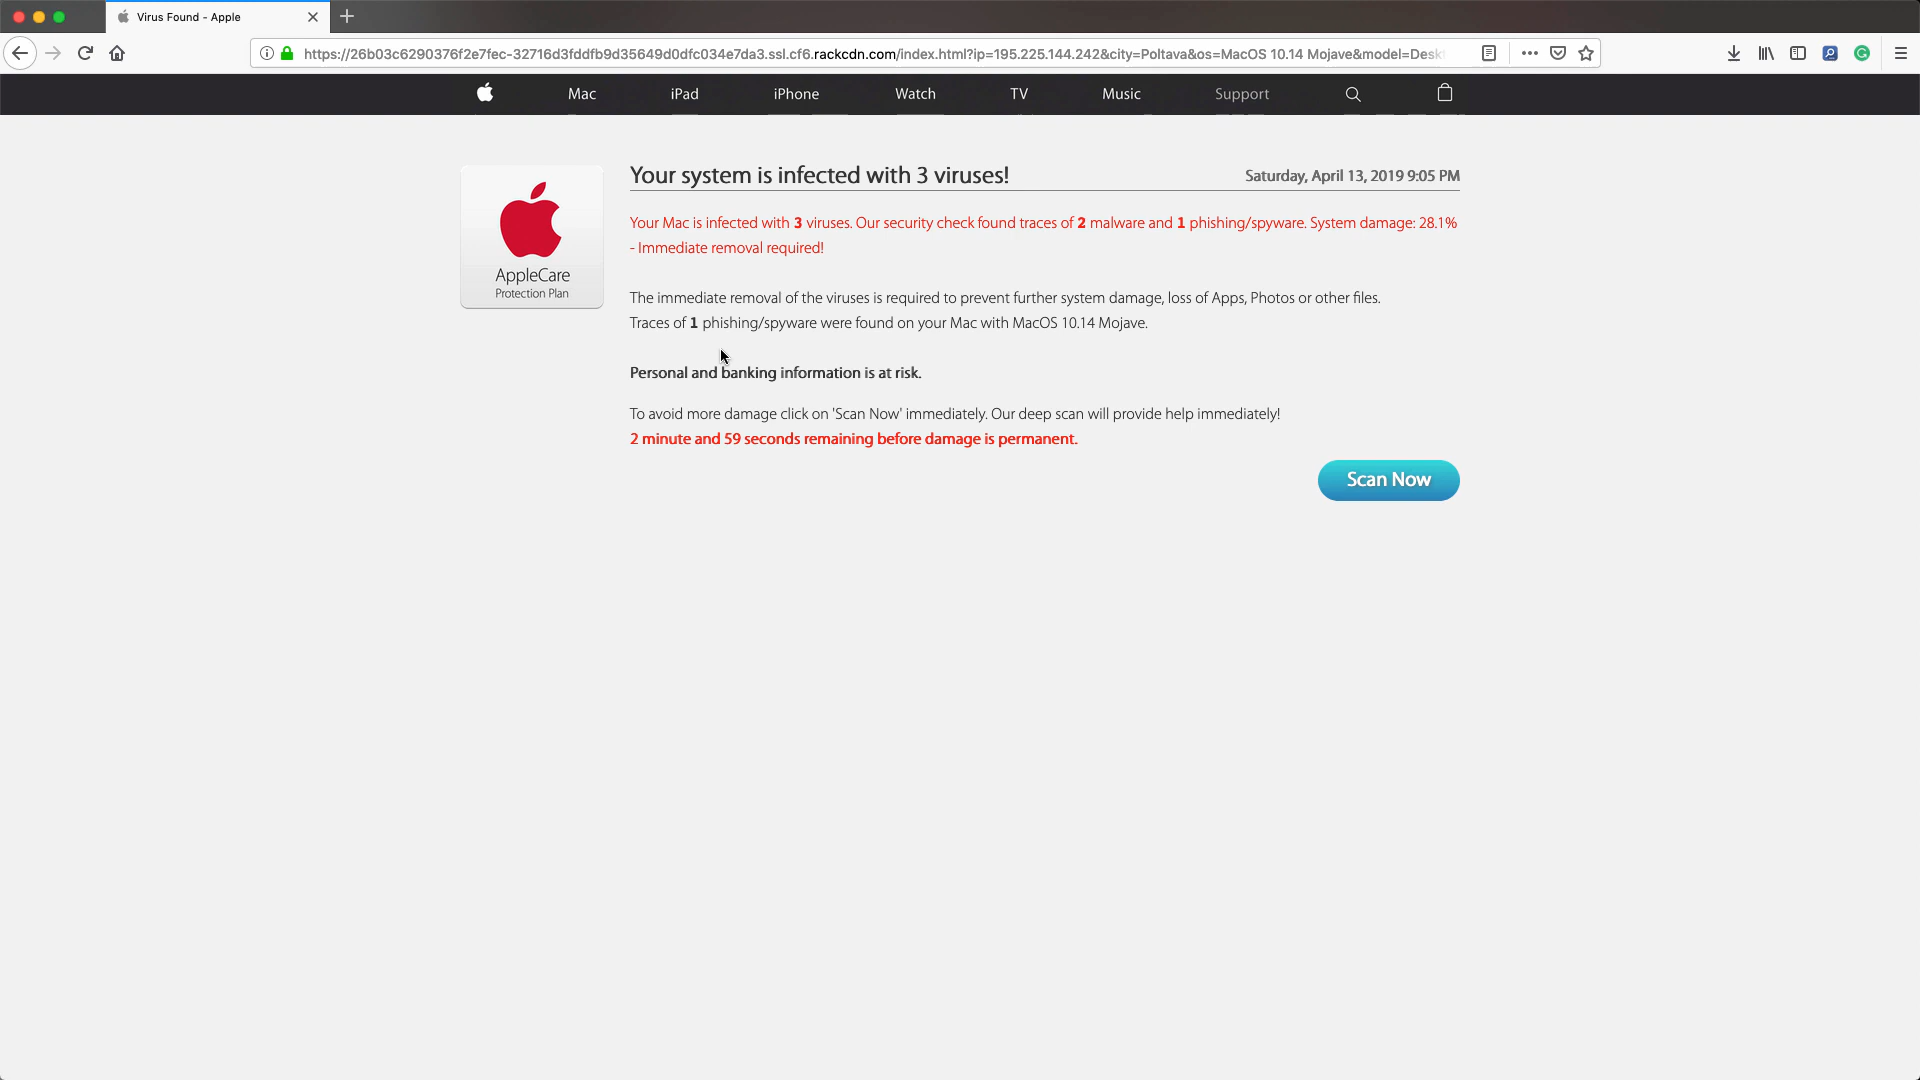 Virus Found - Apple
https://26b03c6290376f2e7fec-32716d3fddfb9d35649d0dfc034e7da3.ssl.cf6.rackcdn.com/index.html?ip=195.225.144.242&city=Poltava&os=MacOS 10.14 Mojave&model=Desk
Mac iPad iPhone Watch TV Music Support
Your system is infected with 3 viruses! Saturday, April 13, 2019 9:05 PM
Your Mac is infected with 3 viruses. Our security check found traces of 2 malware and 1 phishing/spyware. System damage: 28.1%
- Immediate removal required!
AppleCare
Protection Plan
The immediate removal of the viruses is required to prevent further system damage, loss of Apps, Photos or other files.
Traces of 1 phishing/spyware were found on your Mac with MacOS 10.14 Mojave.
Personal and banking information is at risk.
To avoid more damage click on 'Scan Now' immediately. Our deep scan will provide help immediately!
2 minute and 59 seconds remaining before damage is permanent.
Scan Now